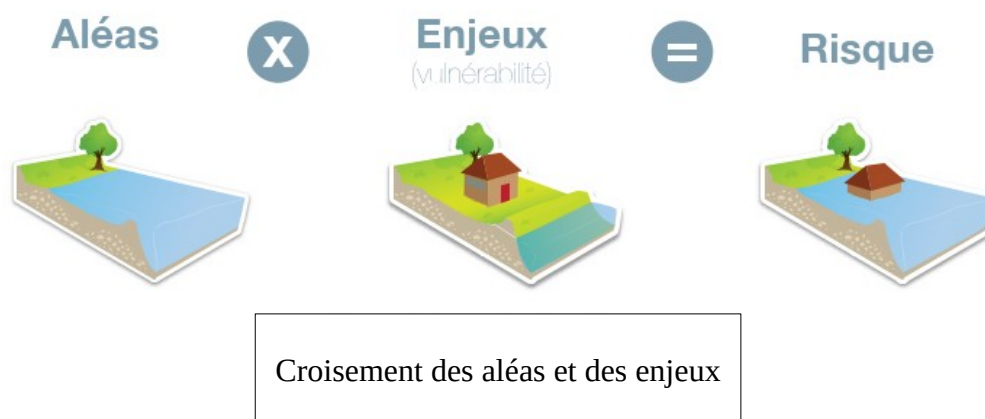 Aléas X Enjeux = Risque
(vulnérabilité)
Croisement des aléas et des enjeux